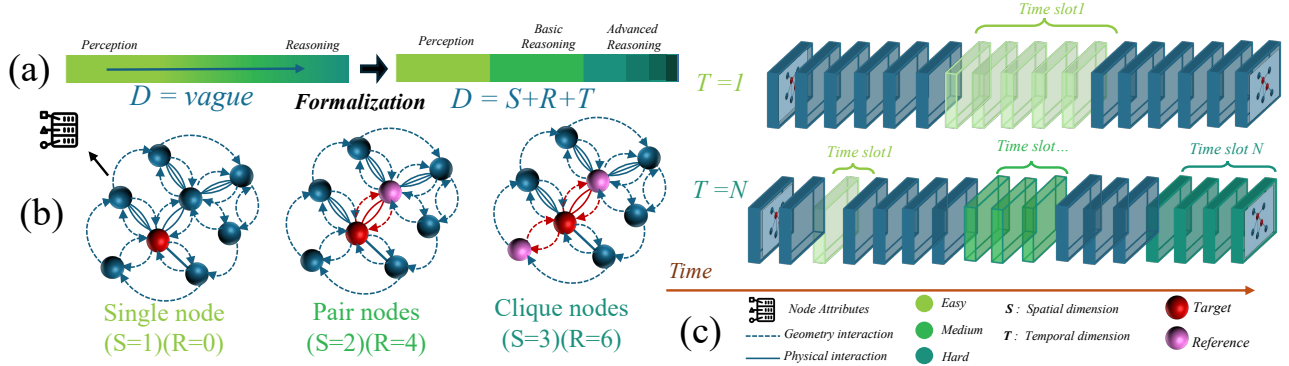 (a)
Perception
Reasoning
D = vague
Formalization
Perception
Basic
Reasoning
Advanced
Reasoning
D = S+R+T
(b)
Single node
(S=1)(R=0)
Pair nodes
(S=2)(R=4)
Clique nodes
(S=3)(R=6)
Time slot1
T =1
Time slot1
Time slot...
Time slot N
T =N
Time
(c)
Node Attributes
Geometry interaction
Physical interaction
Easy
Medium
Hard
S : Spatial dimension
T : Temporal dimension
Target
Reference